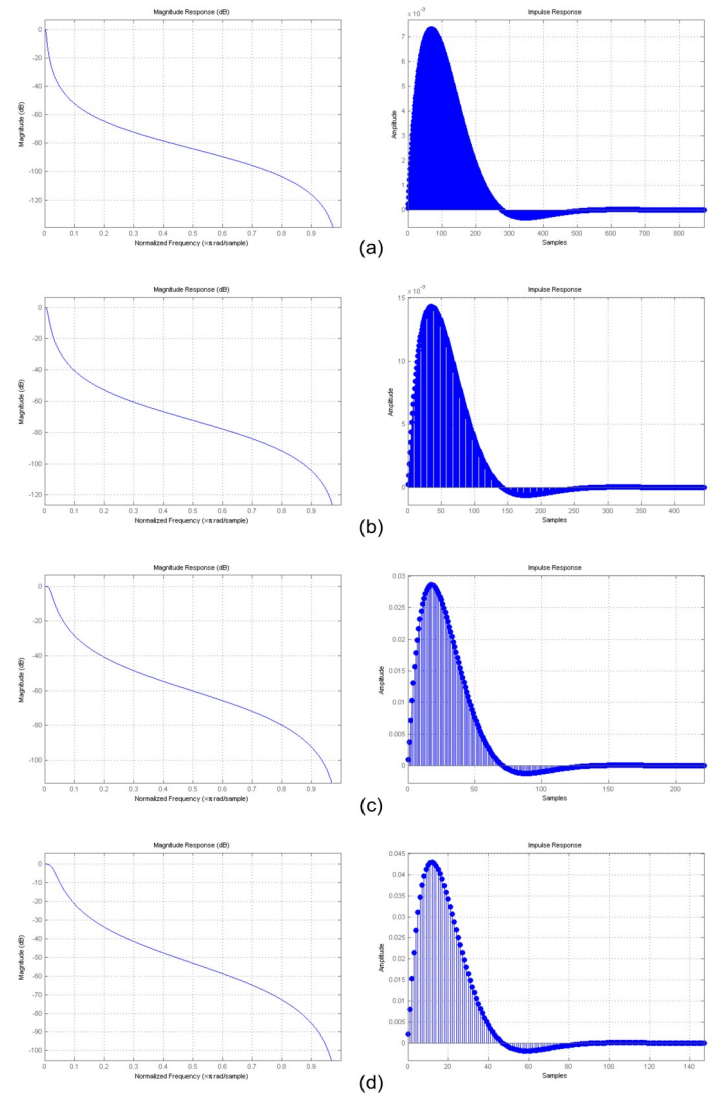 Magnitude Response (dB)
Magnitude (dB)
0
-20
-40
-60
-80
-100
-120
0 0.1 0.2 0.3 0.4 0.5 0.6 0.7 0.8 0.9
Normalized Frequency (×π rad/sample)
Impulse Response
× 10⁻³
Amplitude
7
6
5
4
3
2
1
0
0 100 200 300 400 500 600 700 800
Samples
(a)
Magnitude Response (dB)
Magnitude (dB)
0
-20
-40
-60
-80
-100
-120
0 0.1 0.2 0.3 0.4 0.5 0.6 0.7 0.8 0.9
Normalized Frequency (×π rad/sample)
Impulse Response
× 10⁻³
Amplitude
15
10
5
0
0 50 100 150 200 250 300 350 400
Samples
(b)
Magnitude Response (dB)
Magnitude (dB)
0
-20
-40
-60
-80
-100
0 0.1 0.2 0.3 0.4 0.5 0.6 0.7 0.8 0.9
Normalized Frequency (×π rad/sample)
Impulse Response
Amplitude
0.03
0.025
0.02
0.015
0.01
0.005
0
0 50 100 150 200
Samples
(c)
Magnitude Response (dB)
Magnitude (dB)
0
-10
-20
-30
-40
-50
-60
-70
-80
-90
-100
0 0.1 0.2 0.3 0.4 0.5 0.6 0.7 0.8 0.9
Normalized Frequency (×π rad/sample)
Impulse Response
Amplitude
0.045
0.04
0.035
0.03
0.025
0.02
0.015
0.01
0.005
0
0 20 40 60 80 100 120 140
Samples
(d)